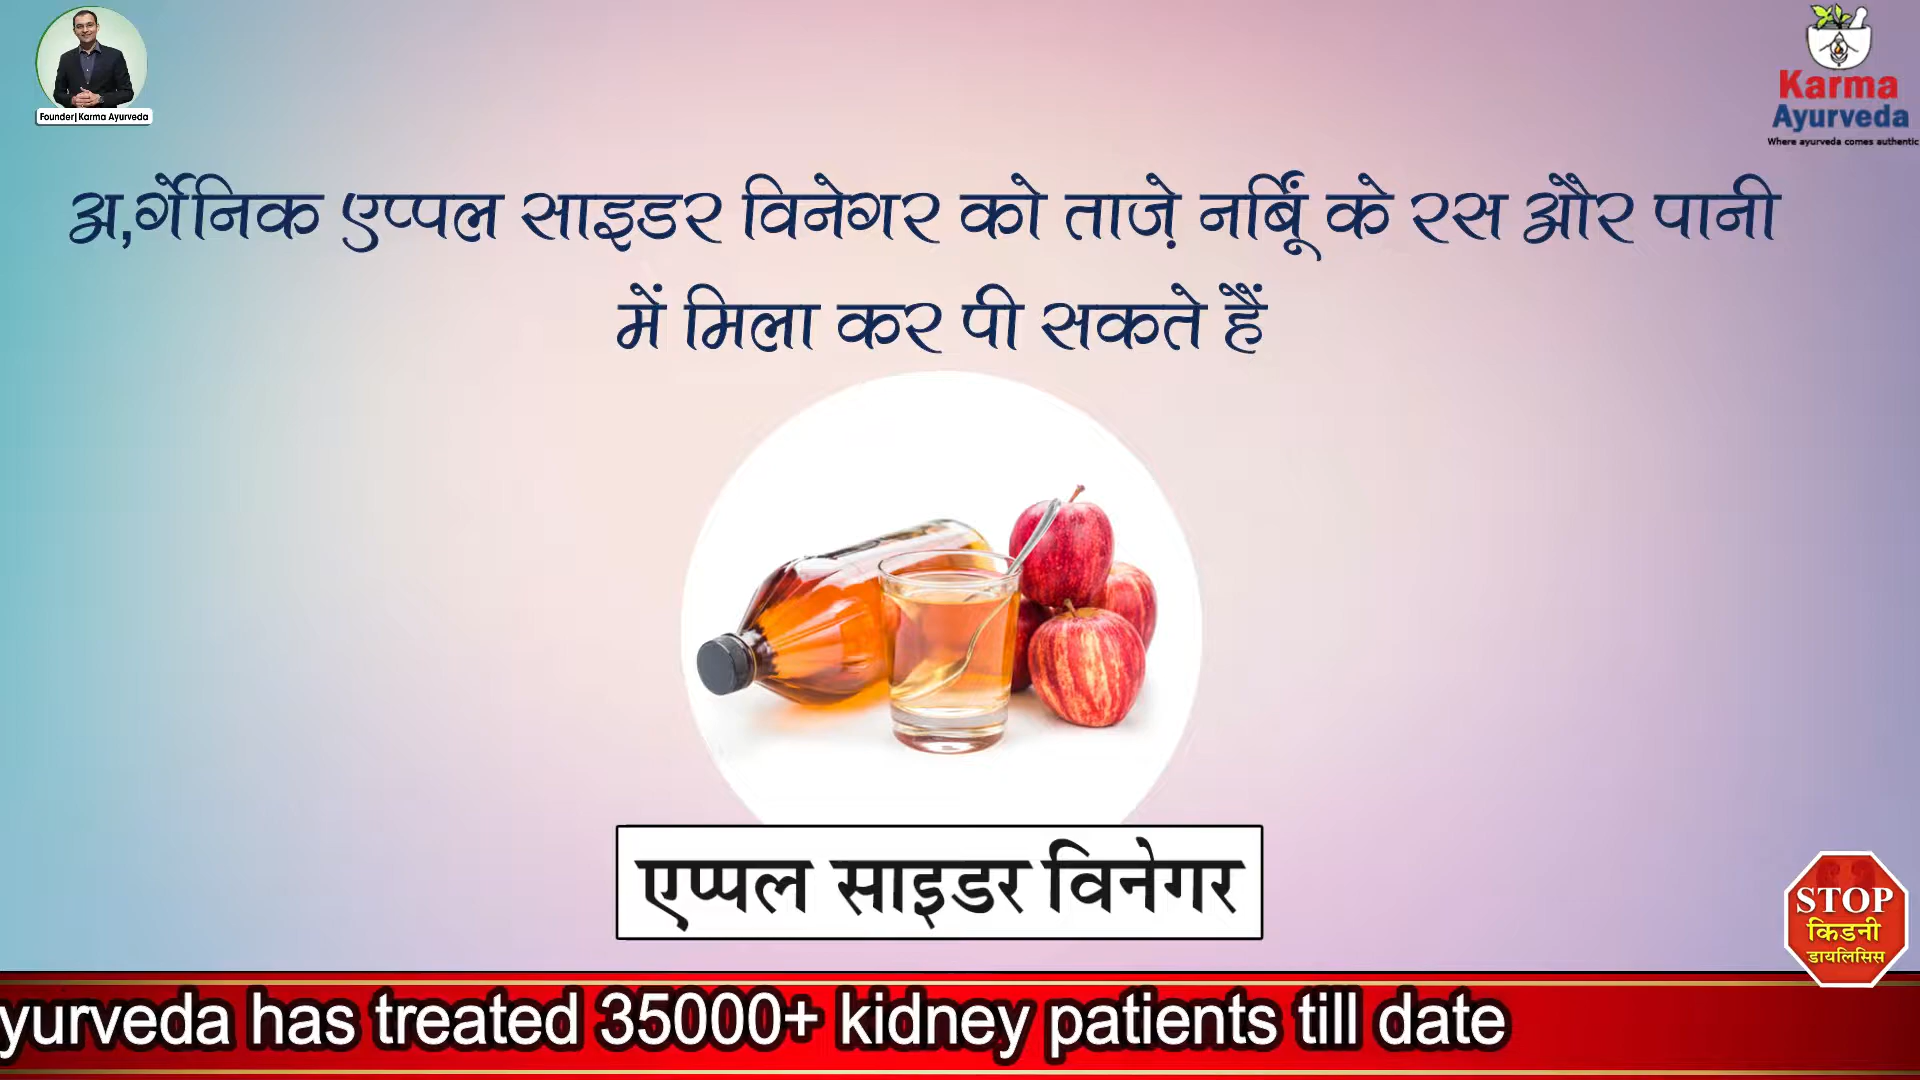 Founder|Karma Ayurveda
Karma
Ayurveda
Where ayurveda comes authentic
अ,र्गेनिक एप्पल साइडर विनेगर को ताजे़ नर्बिूं के रस और पानी
में मिला कर पी सकते हैं
एप्पल साइडर विनेगर
STOP
किडनी
डायलिसिस
yurveda has treated 35000+ kidney patients till date